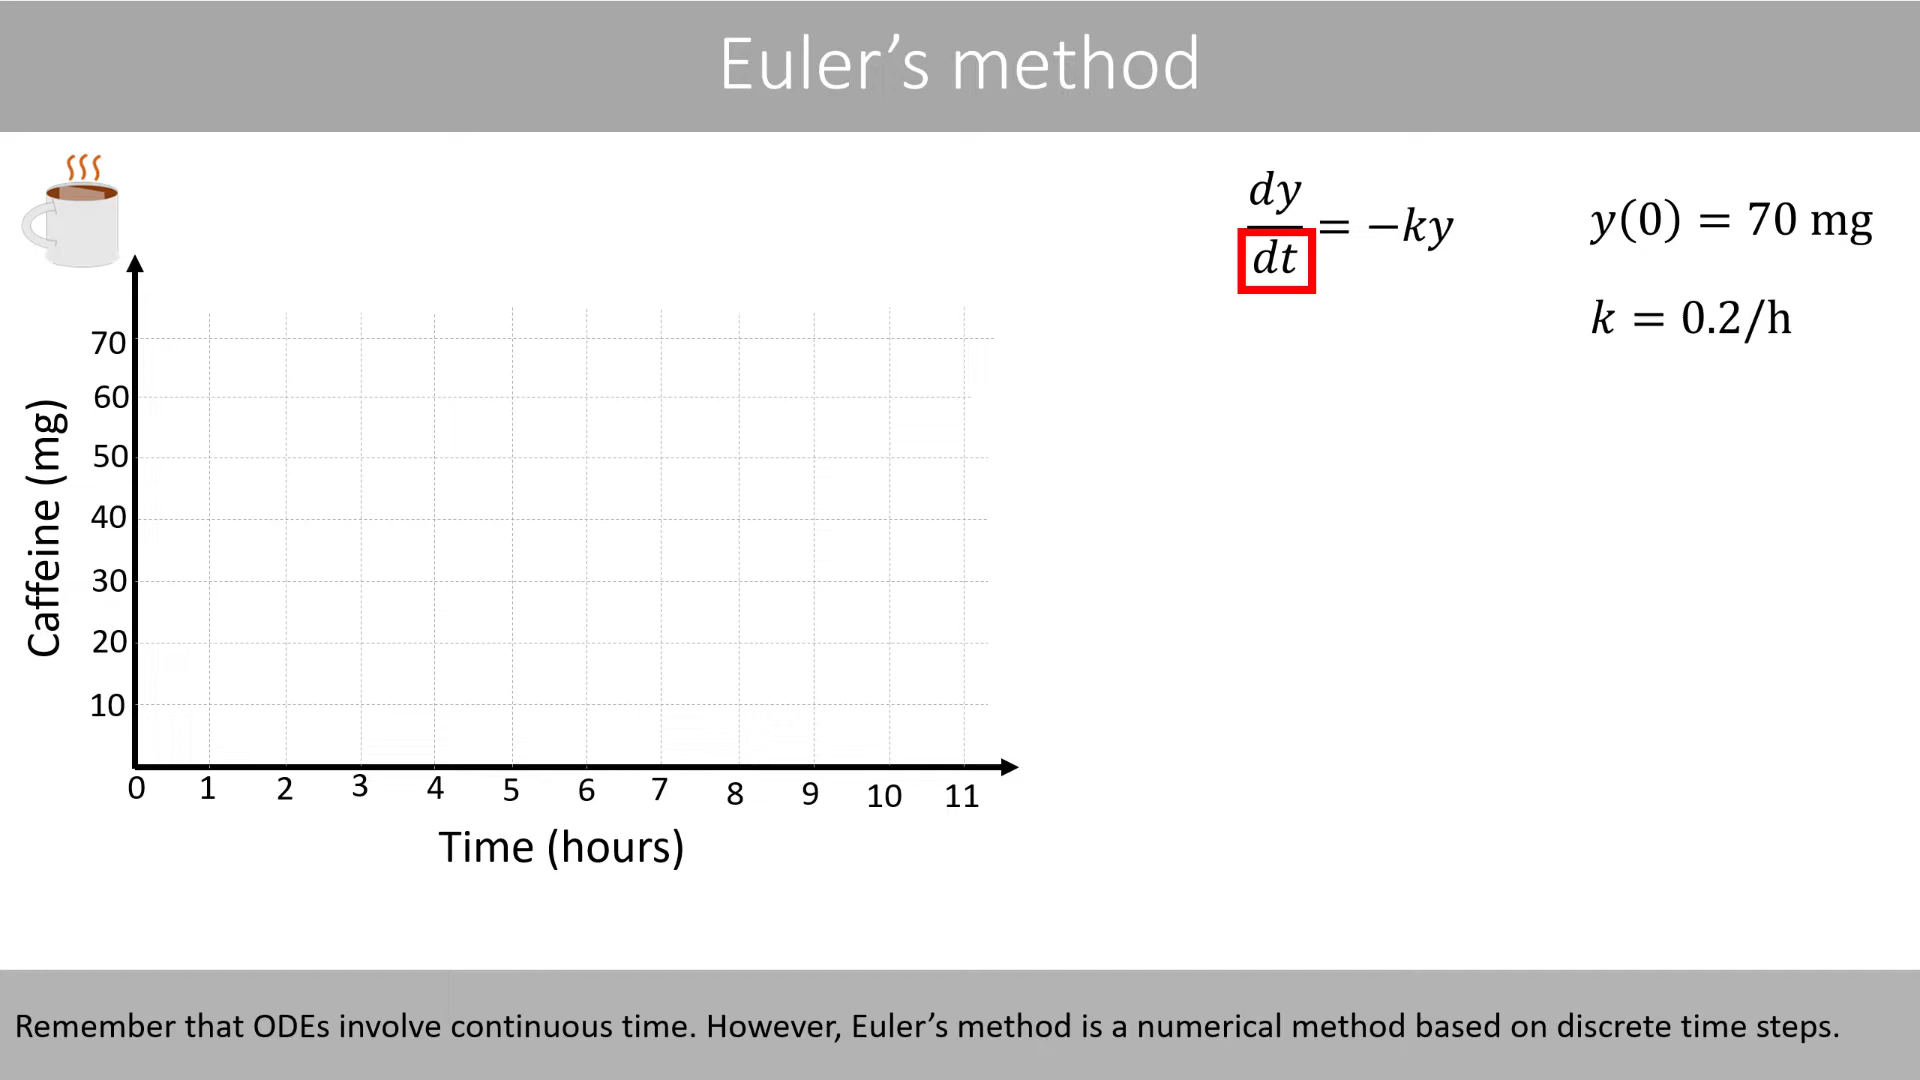 Euler's method
dy/dt = −ky
y(0) = 70 mg
k = 0.2/h
70
60
50
40
30
20
10
Caffeine (mg)
0 1 2 3 4 5 6 7 8 9 10 11
Time (hours)
Remember that ODEs involve continuous time. However, Euler's method is a numerical method based on discrete time steps.